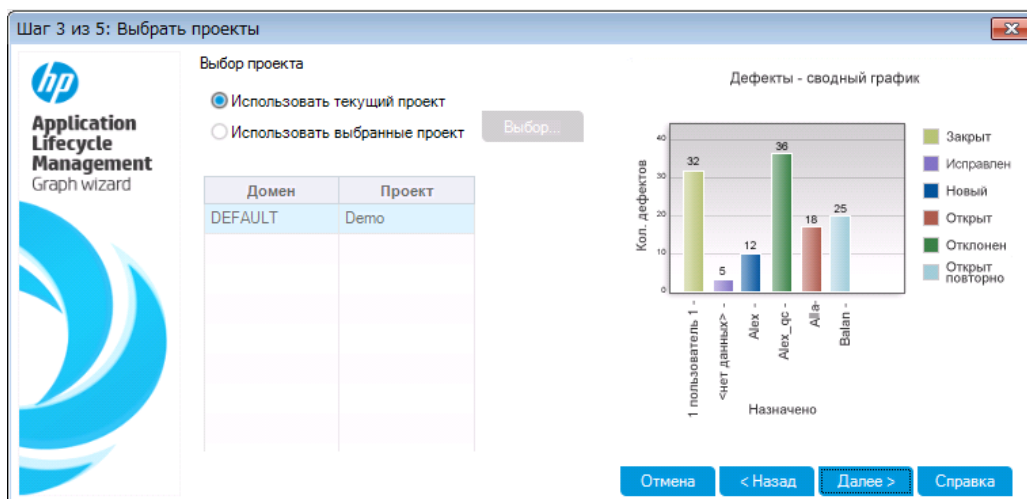 Шаг 3 из 5: Выбрать проекты
hp
Application
Lifecycle
Management
Graph wizard
Выбор проекта
Использовать текущий проект
Использовать выбранные проект
Выбор...
Домен Проект
DEFAULT Demo
Дефекты - сводный график
Кол. дефектов
40
30
20
10
0
32
5
12
36
18
25
1 пользователь 1 -
<нет данных> -
Alex -
Alex_qc -
Alla-
Balan -
Назначено
Закрыт
Исправлен
Новый
Открыт
Отклонен
Открыт
повторно
Отмена < Назад Далее > Справка